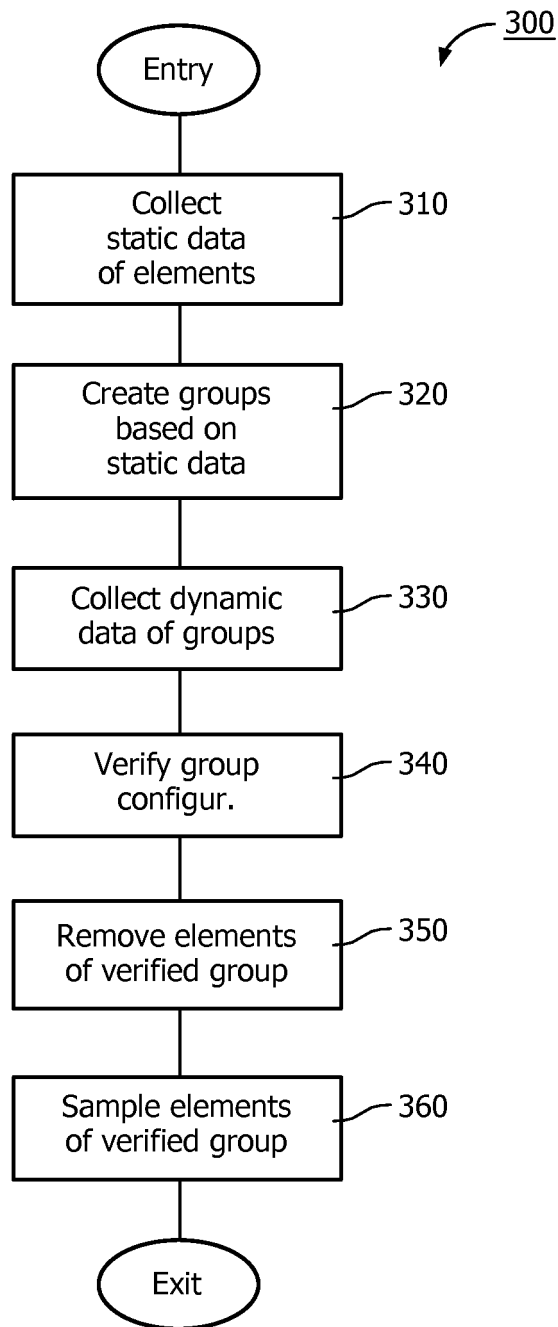 300
Entry
Collect
static data
of elements
310
Create groups
based on
static data
320
Collect dynamic
data of groups
330
Verify group
configur.
340
Remove elements
of verified group
350
Sample elements
of verified group
360
Exit